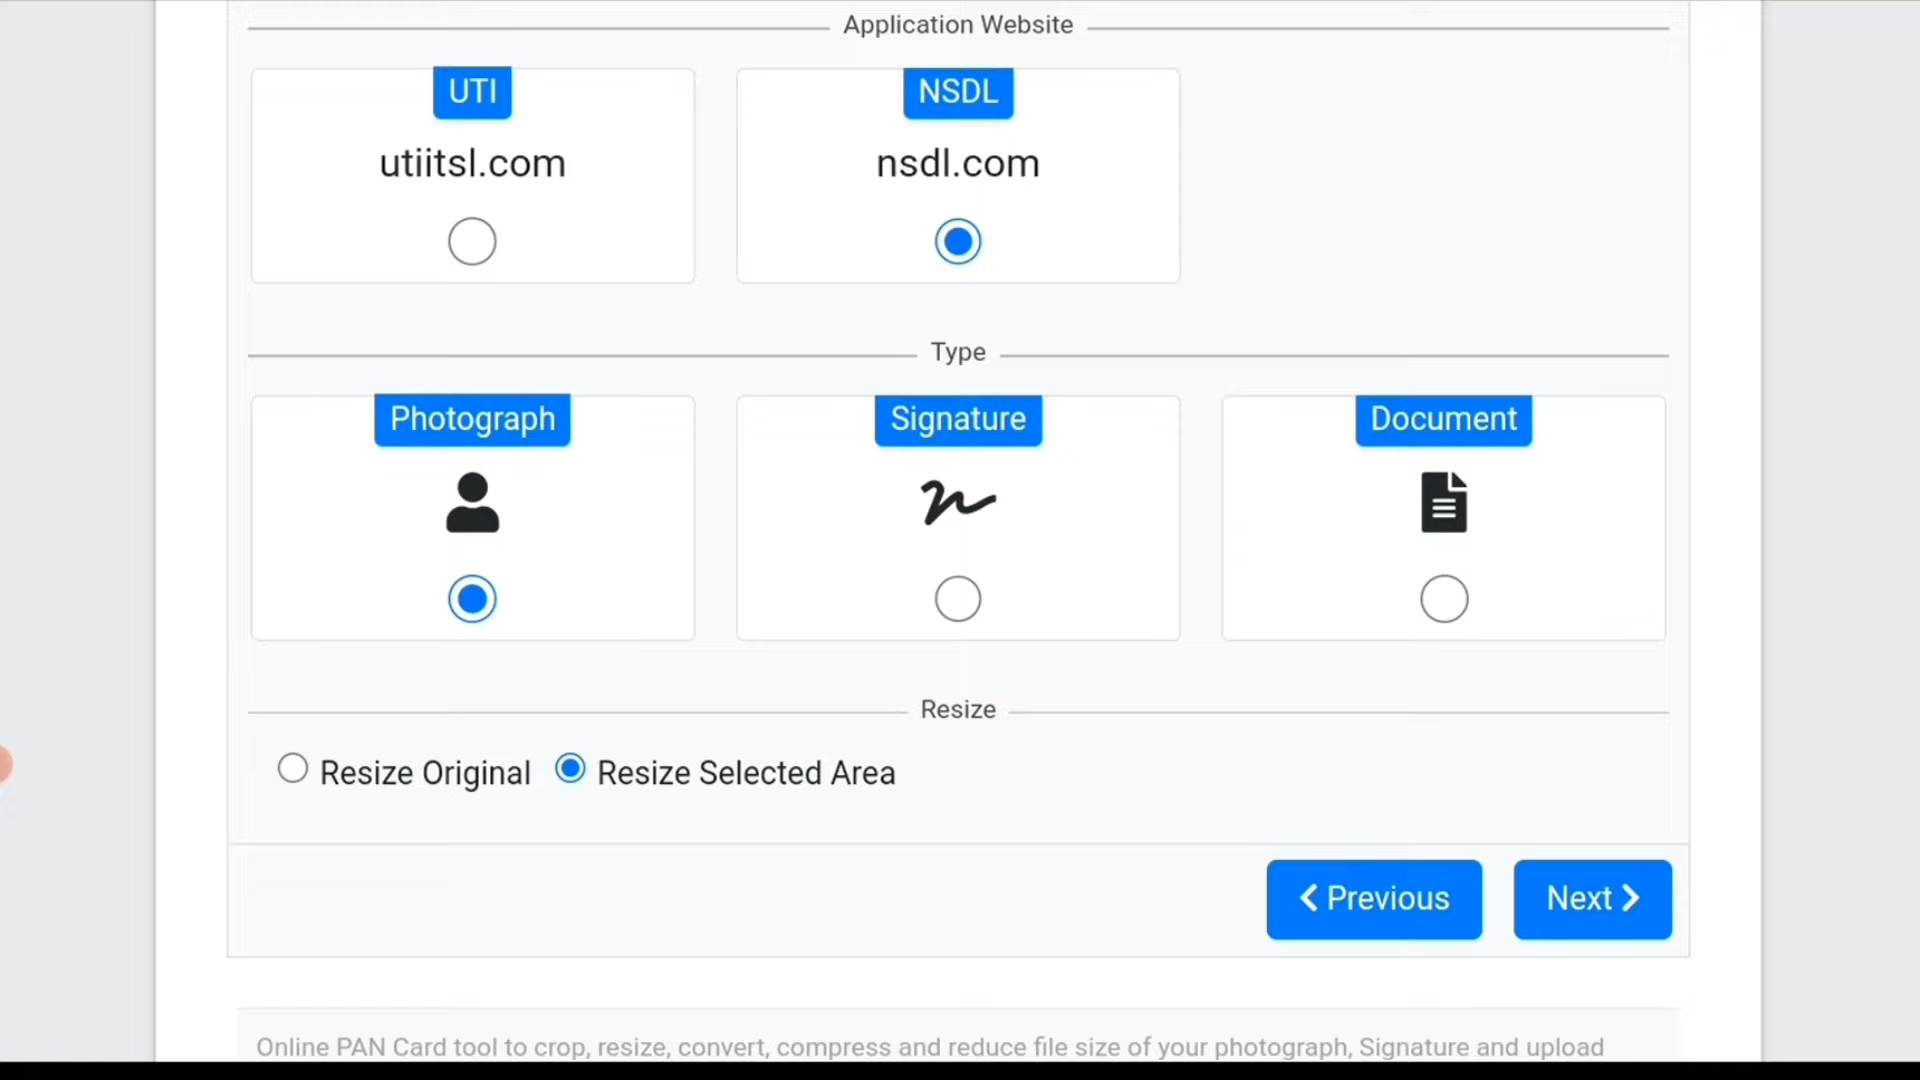 Application Website
UTI
NSDL
utiitsl.com
nsdl.com
Type
Photograph
Signature
Document
Resize
Resize Original
Resize Selected Area
Previous
Next
Online PAN Card tool to crop, resize, convert, compress and reduce file size of your photograph, Signature and upload